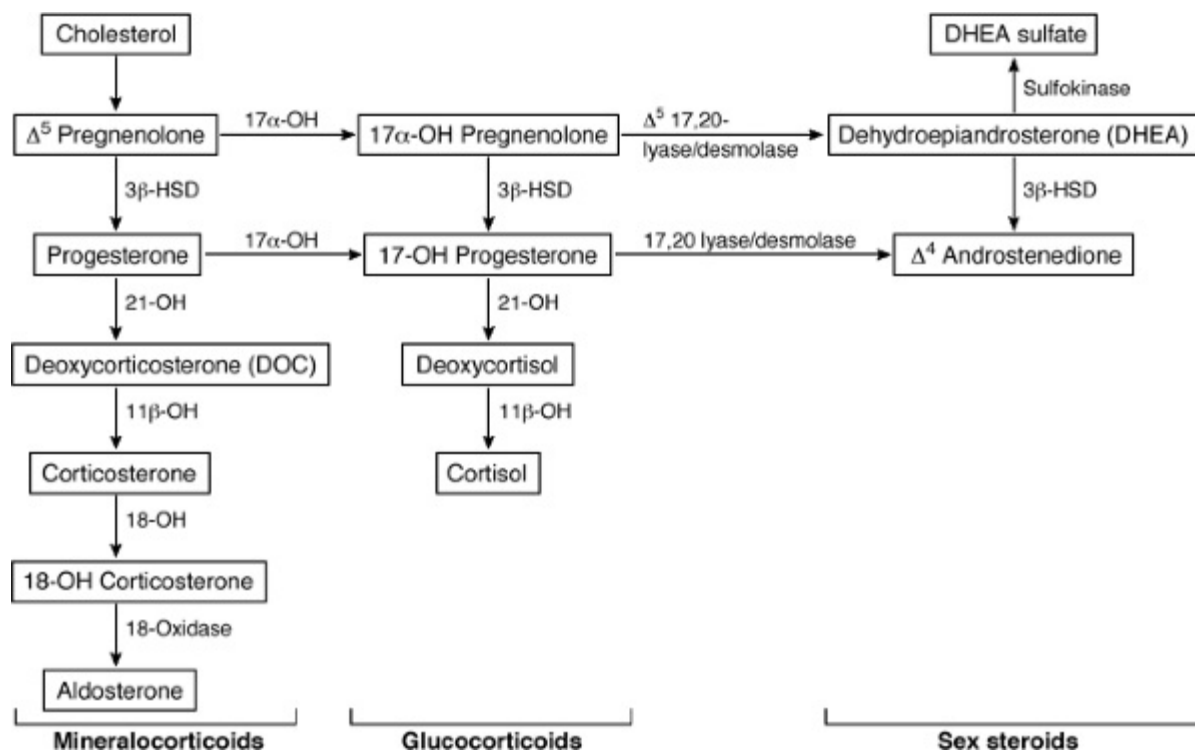 Cholesterol
DHEA sulfate
Sulfokinase
Δ⁵ Pregnenolone
17α-OH
17α-OH Pregnenolone
Δ⁵ 17,20-
lyase/desmolase
Dehydroepiandrosterone (DHEA)
3β-HSD
3β-HSD
3β-HSD
Progesterone
17α-OH
17-OH Progesterone
17,20 lyase/desmolase
Δ⁴ Androstenedione
21-OH
21-OH
Deoxycorticosterone (DOC)
Deoxycortisol
11β-OH
11β-OH
Corticosterone
Cortisol
18-OH
18-OH Corticosterone
18-Oxidase
Aldosterone
Mineralocorticoids
Glucocorticoids
Sex steroids